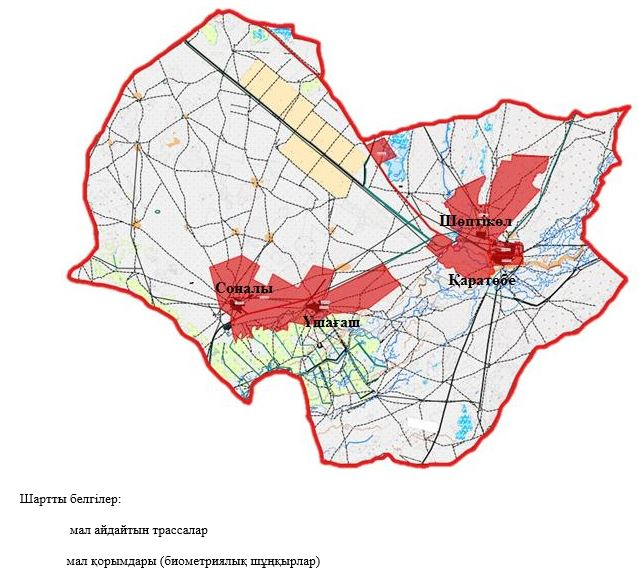 Шөптікөл
Қаратөбе
Соналы
Үшағаш
Шартты белгілер:
мал айдайтын трассалар
мал қорымдары (биометриялық шұңқырлар)